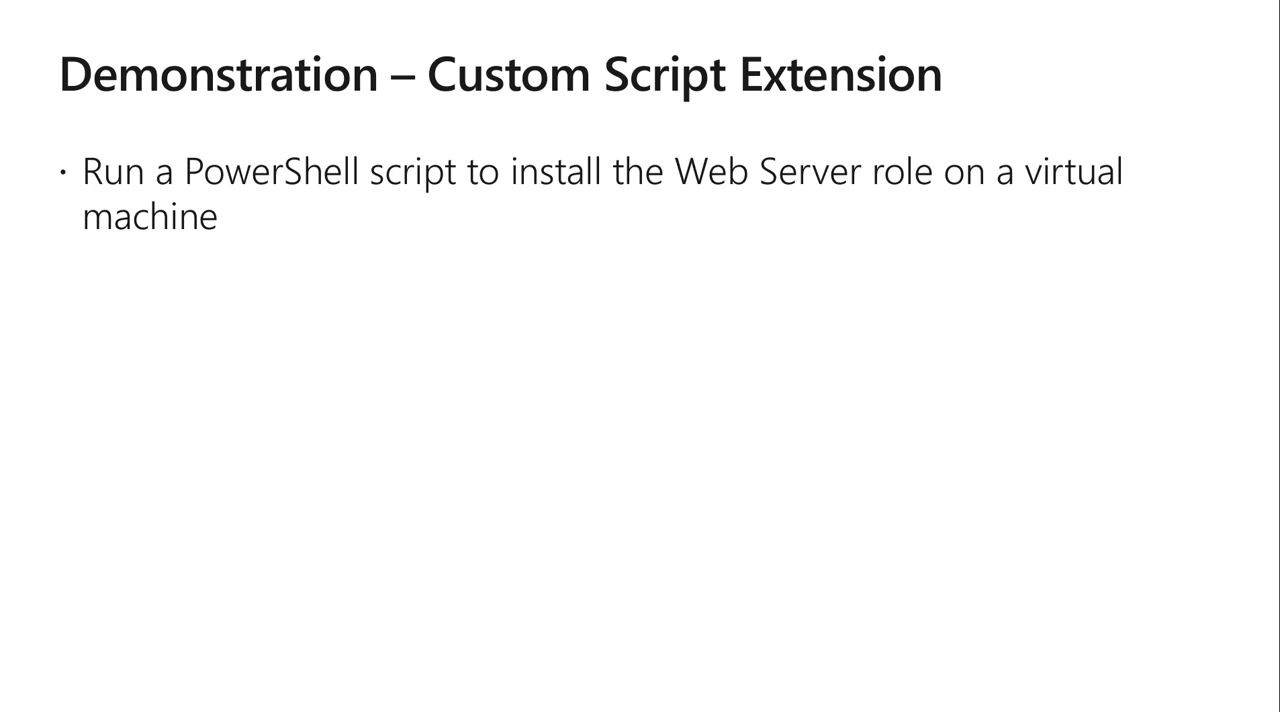 Demonstration – Custom Script Extension
· Run a PowerShell script to install the Web Server role on a virtual
machine